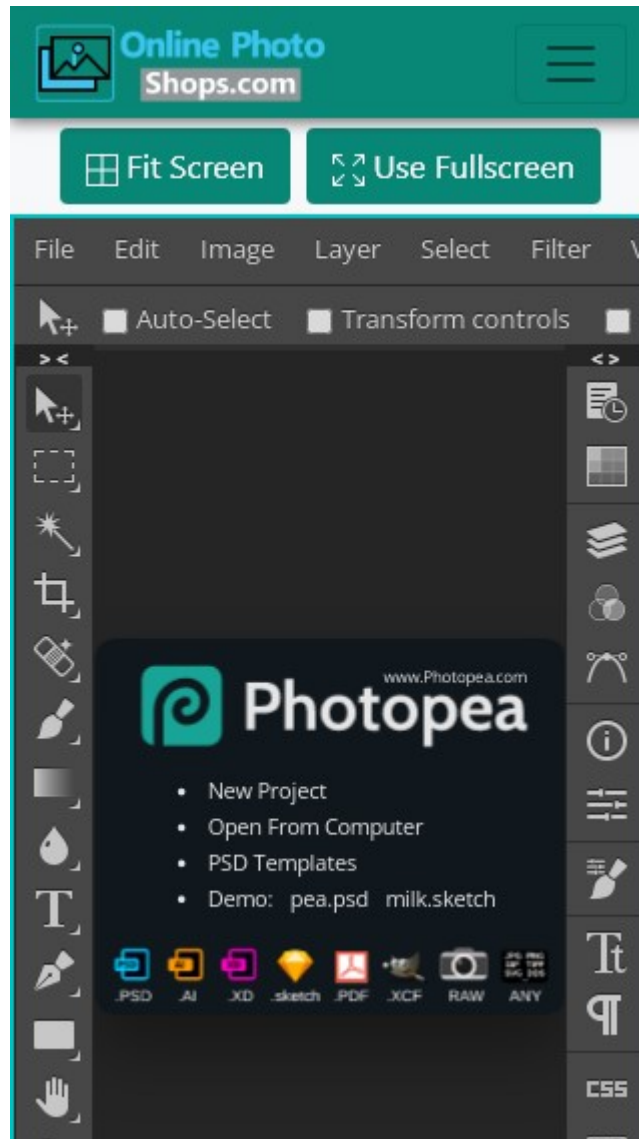 Online Photo
Shops.com
Fit Screen Use Fullscreen
File Edit Image Layer Select Filter V
Auto-Select Transform controls
> < < >
www.Photopea.com
Photopea
• New Project
• Open From Computer
• PSD Templates
• Demo: pea.psd milk.sketch
.PSD .AI .XD .sketch .PDF .XCF RAW ANY
T
Tt
¶
CSS